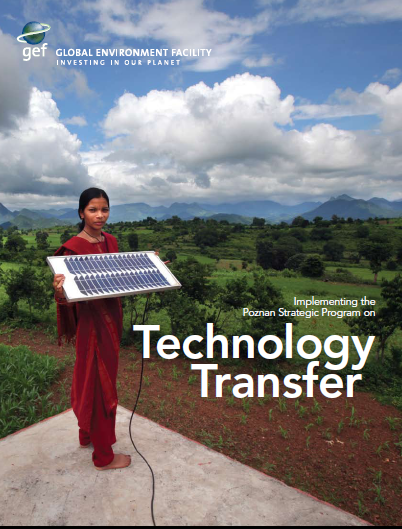 gef
GLOBAL ENVIRONMENT FACILITY
INVESTING IN OUR PLANET
Implementing the
Poznan Strategic Program on
Technology
Transfer